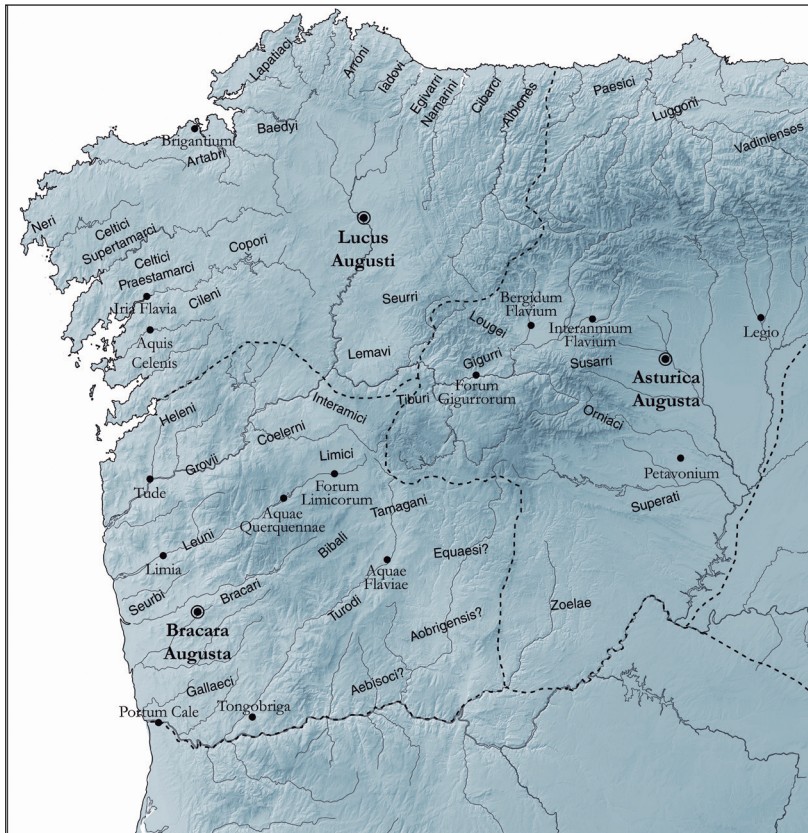 Lapatiaci
Arroni
Iadovi
Egivarri
Namarini
Cibarci
Albiones
Paesici
Luggoni
Vadinienses
Baedyi
Brigantium
Artabri
Neri
Celtici
Supertamarci
Celtici
Praestamarci
Copori
Lucus
Augusti
Cileni
Iria Flavia
Aquis
Celenis
Seurri
Lemavi
Lougei
Bergidum
Flavium
Interanmium
Flavium
Legio
Gigurri
Susarri
Asturica
Augusta
Forum
Gigurrorum
Tiburi
Orniaci
Heleni
Interamici
Coelerni
Grovii
Limici
Tude
Forum
Limicorum
Petavonium
Superati
Aquae
Querquennae
Tamagani
Leuni
Limia
Bibali
Equaesi?
Aquae
Flaviae
Seurbi
Bracari
Turodi
Zoelae
Bracara
Augusta
Aobrigensis?
Aebisoci?
Gallaeci
Portum Cale
Tongobriga